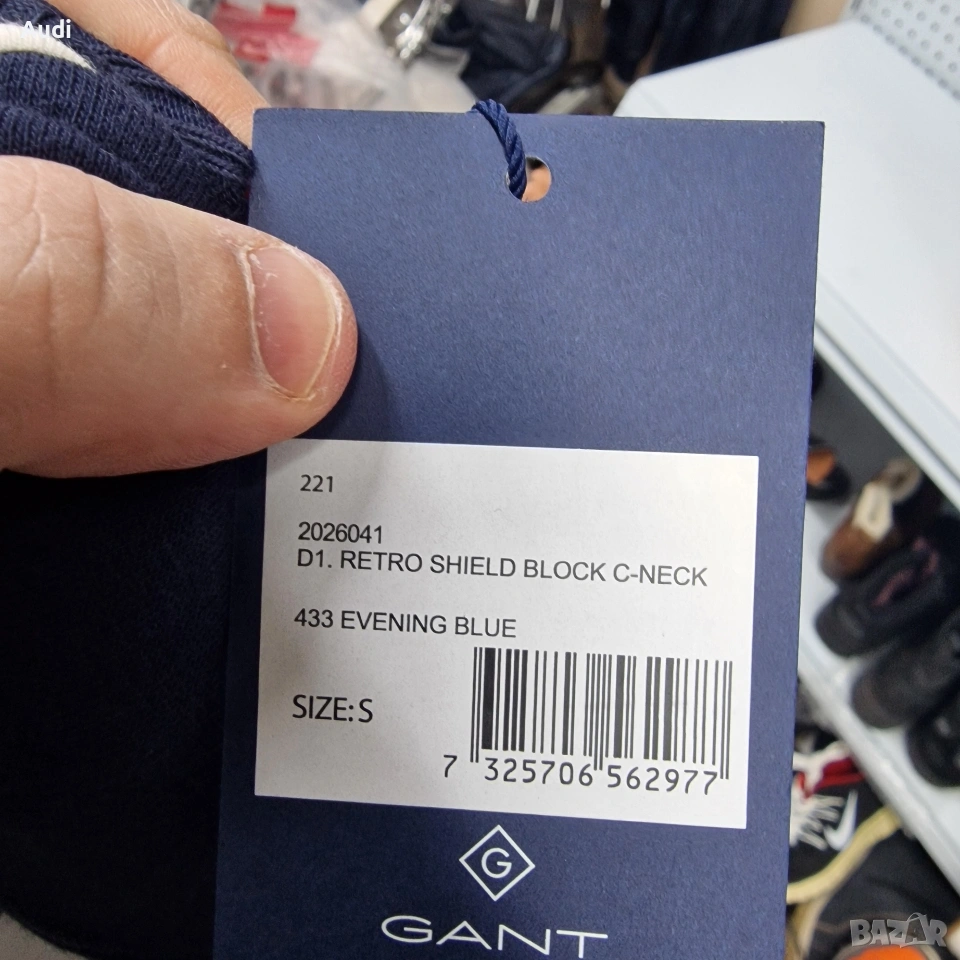 Audi
221
2026041
D1. RETRO SHIELD BLOCK C-NECK
433 EVENING BLUE
SIZE: S
7 325706 562977
G
GANT
BAZAR